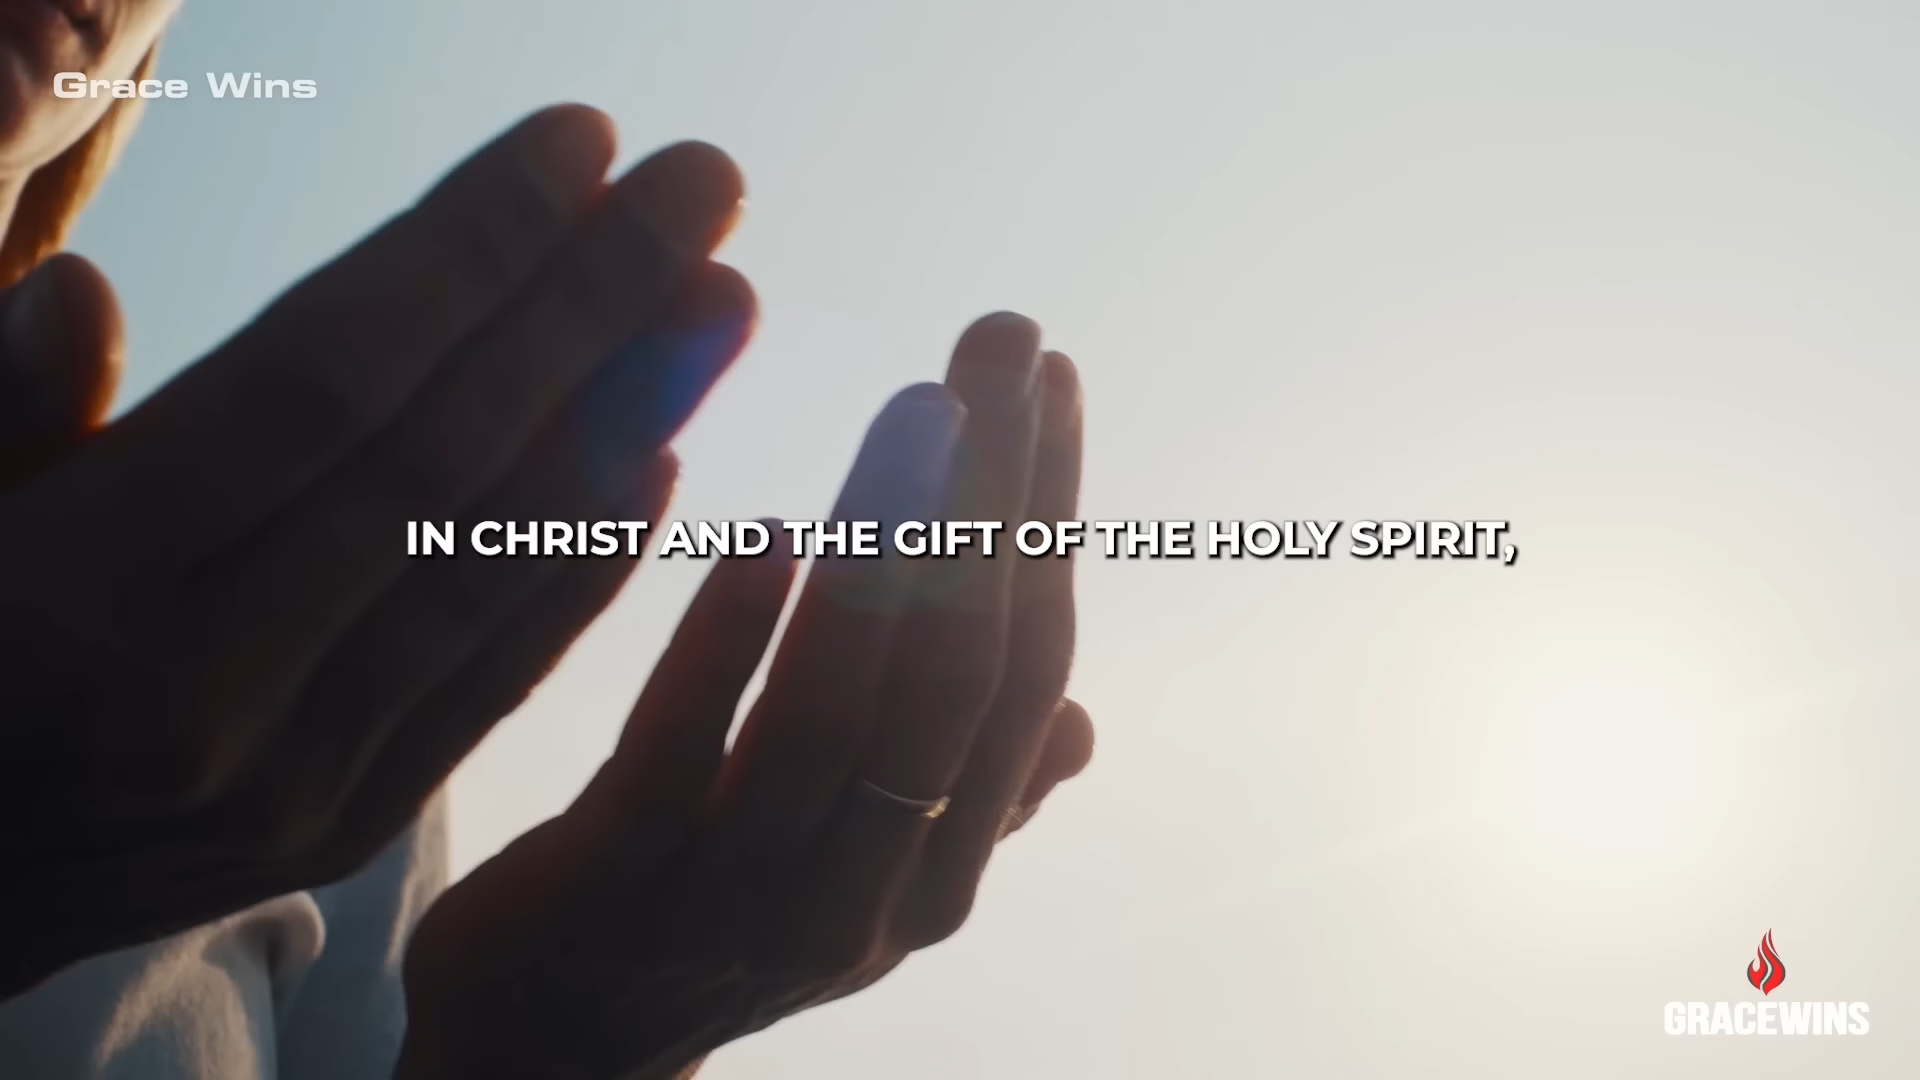 Grace Wins
IN CHRIST AND THE GIFT OF THE HOLY SPIRIT,
GRACEWINS